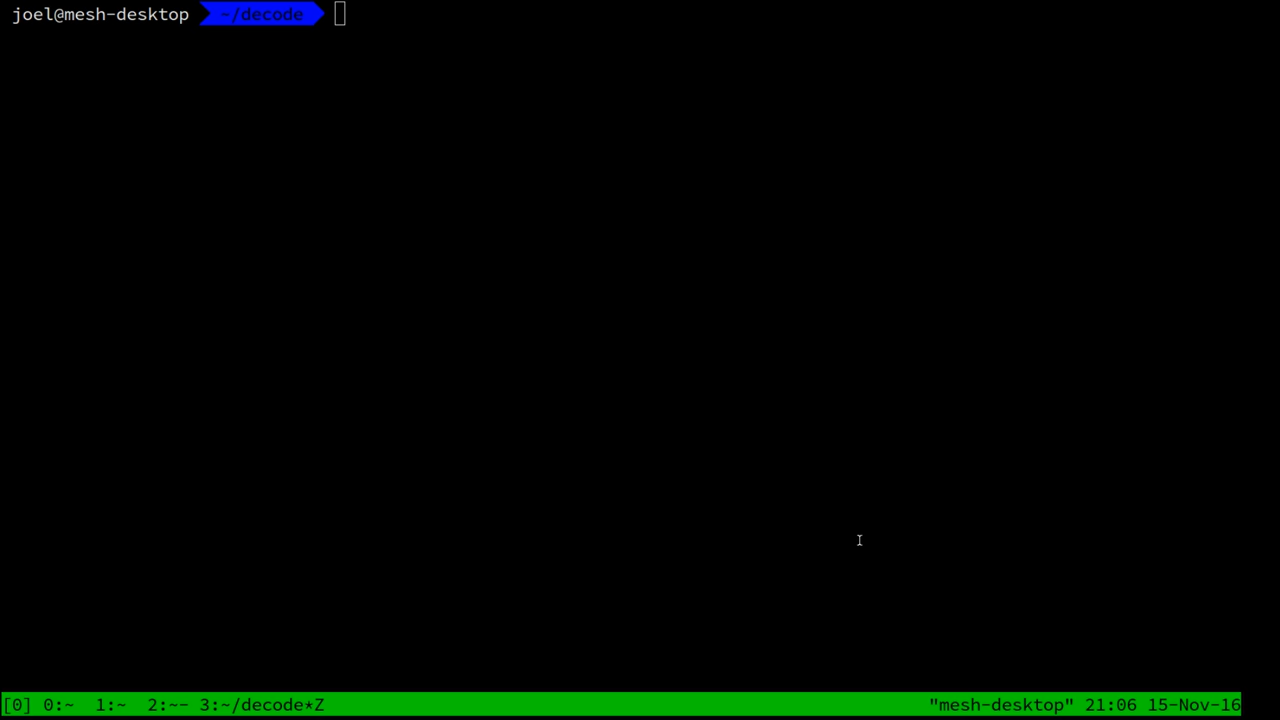 joel@mesh-desktop ~/decode
[0] 0:~  1:~  2:~- 3:~/decode*Z "mesh-desktop" 21:06 15-Nov-16